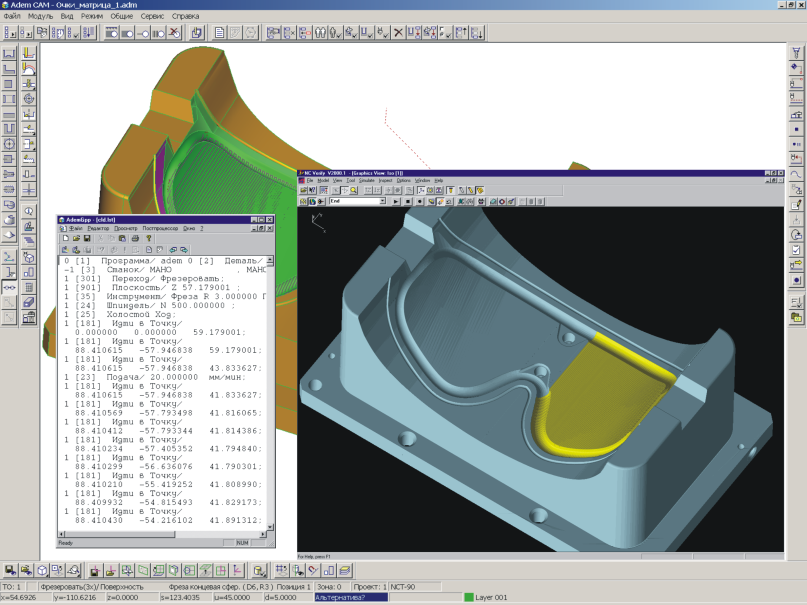 Adem CAM - Очки_матрица_1.adm
Файл Модуль Вид Режим Общие Сервис Справка
NC Verify V2000.1 - [Graphics View: Iso (1)]
File Model View Tool Simulate Inspect Options Window Help
End
AdemGpp - [cld.lst]
Файл Редактор Просмотр Постпроцессор Окно ?
0 [1] Программа/ adem 0 [2] Деталь/
-1 [3] Станок/ MAHO , MAHO
1 [301] Переход/ Фрезеровать;
1 [901] Плоскость/ Z 57.179001 ;
1 [35] Инструмент/ Фреза R 3.000000 Г
1 [24] Шпиндель/ N 500.000000 ;
1 [25] Холостой Ход;
1 [181] Идти в Точку/
0.000000 0.000000 59.179001;
1 [181] Идти в Точку/
88.410615 -57.946838 59.179001;
1 [181] Идти в Точку/
88.410615 -57.946838 43.833627;
1 [23] Подача/ 20.000000 мм/мин;
1 [181] Идти в Точку/
88.410615 -57.946838 41.833627;
1 [181] Идти в Точку/
88.410569 -57.793498 41.816065;
1 [181] Идти в Точку/
88.410412 -57.793344 41.814386;
1 [181] Идти в Точку/
88.410234 -57.405352 41.794840;
1 [181] Идти в Точку/
88.410299 -56.636076 41.790301;
1 [181] Идти в Точку/
88.410210 -55.419252 41.808990;
1 [181] Идти в Точку/
88.409932 -54.815493 41.829173;
1 [181] Идти в Точку/
88.410430 -54.216102 41.891312;
Ready NUM
For Help, press F1
ТО: 1 Фрезеровать(3x)/ Поверхность Фреза концевая сфер. ( D6, R3 ) Позиция 1 Зона: 0 Проект: 1 NCT-90
x=54.6926 y=-110.6216 z=0.0000 s=123.4035 u=45.0000 d=5.0000 Альтернатива? Layer 001